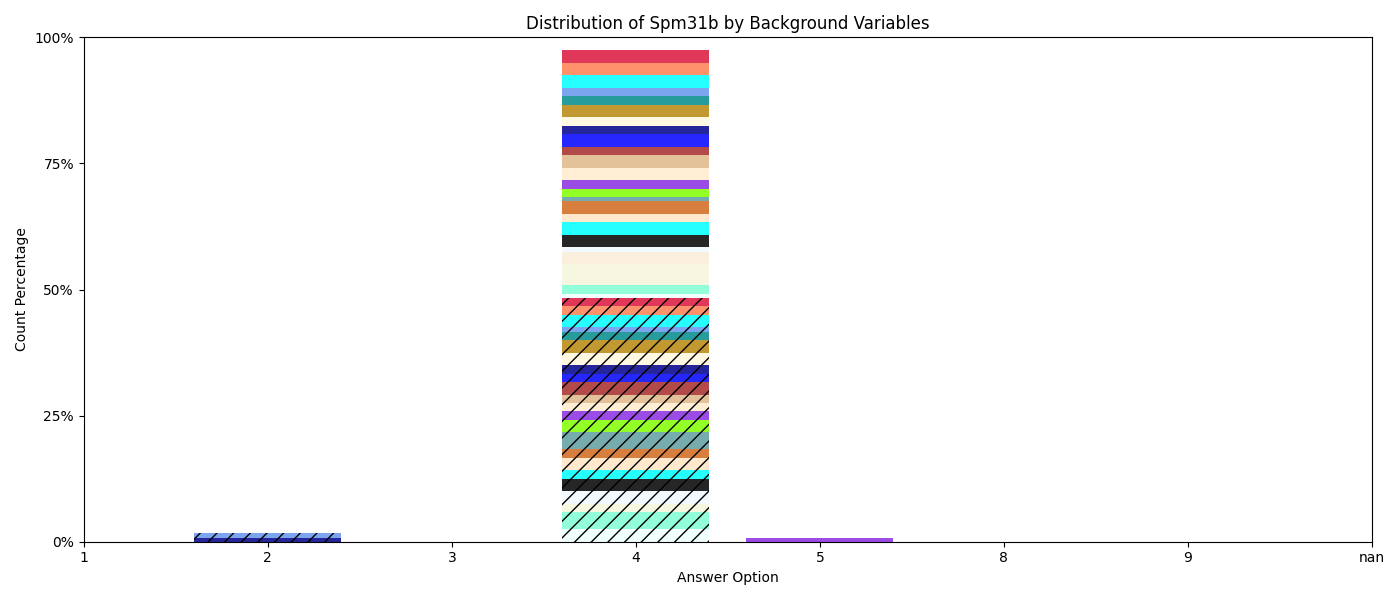 Distribution of Spm31b by Background Variables
Count Percentage
100%
75%
50%
25%
0%
1 2 3 4 5 8 9 nan
Answer Option